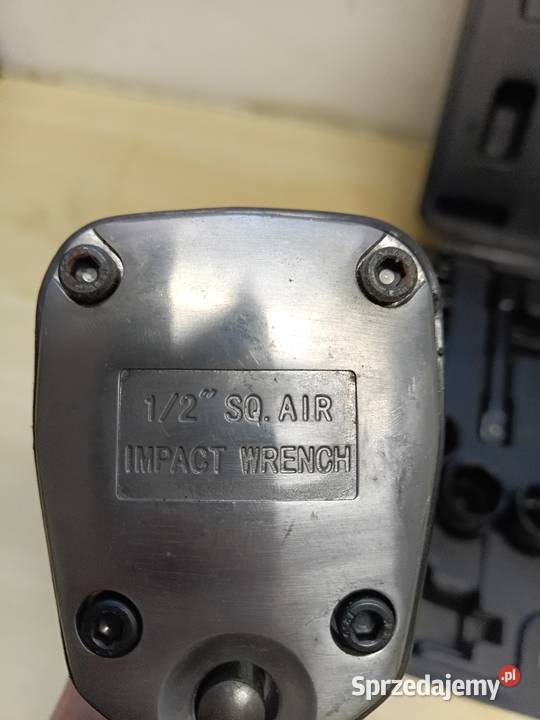 1/2" SQ. AIR
IMPACT WRENCH
Sprzedajemy.pl